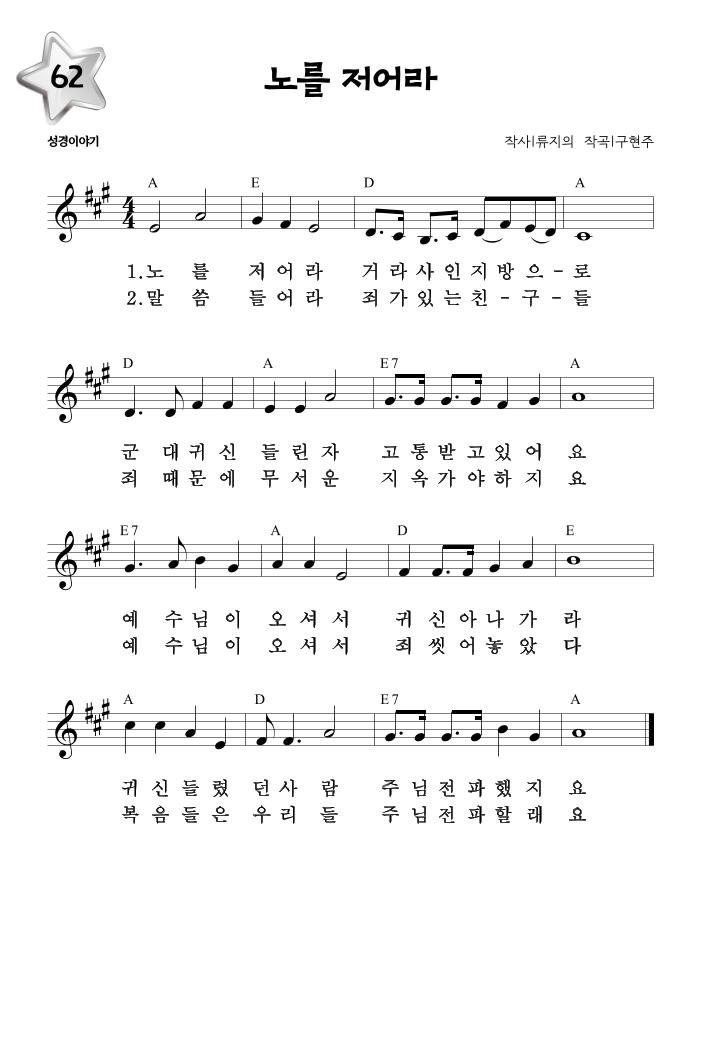 62
노를 저어라
성경이야기
작사|류지의 작곡|구현주
A E D A
4
4
1.노 를 저 어 라 거 라 사 인 지 방 으 - 로
2.말 씀 들 어 라 죄 가 있 는 친 - 구 - 들
D A E7 A
군 대 귀 신 들 린 자 고 통 받 고 있 어 요
죄 때 문 에 무 서 운 지 옥 가 야 하 지 요
E7 A D E
예 수 님 이 오 셔 서 귀 신 아 나 가 라
예 수 님 이 오 셔 서 죄 씻 어 놓 았 다
A D E7 A
귀 신 들 렸 던 사 람 주 님 전 파 했 지 요
복 음 들 은 우 리 들 주 님 전 파 할 래 요